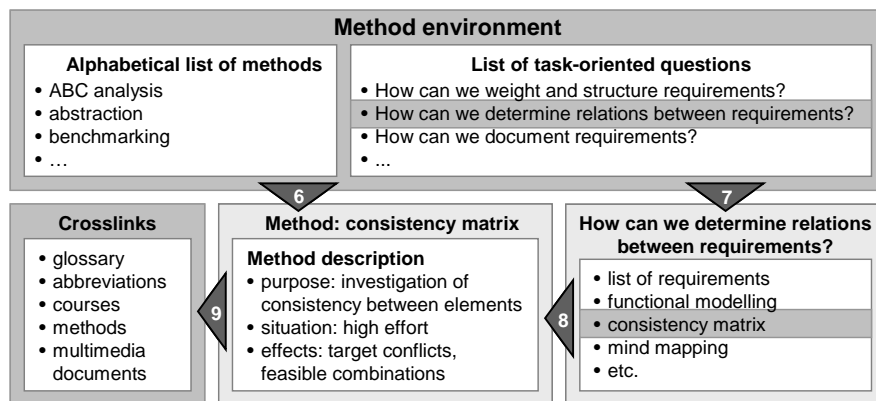 Method environment
Alphabetical list of methods
• ABC analysis
• abstraction
• benchmarking
• …
List of task-oriented questions
• How can we weight and structure requirements?
• How can we determine relations between requirements?
• How can we document requirements?
• ...
6
7
Crosslinks
• glossary
• abbreviations
• courses
• methods
• multimedia
documents
9
Method: consistency matrix
Method description
• purpose: investigation of
consistency between elements
• situation: high effort
• effects: target conflicts,
feasible combinations
8
How can we determine relations
between requirements?
• list of requirements
• functional modelling
• consistency matrix
• mind mapping
• etc.